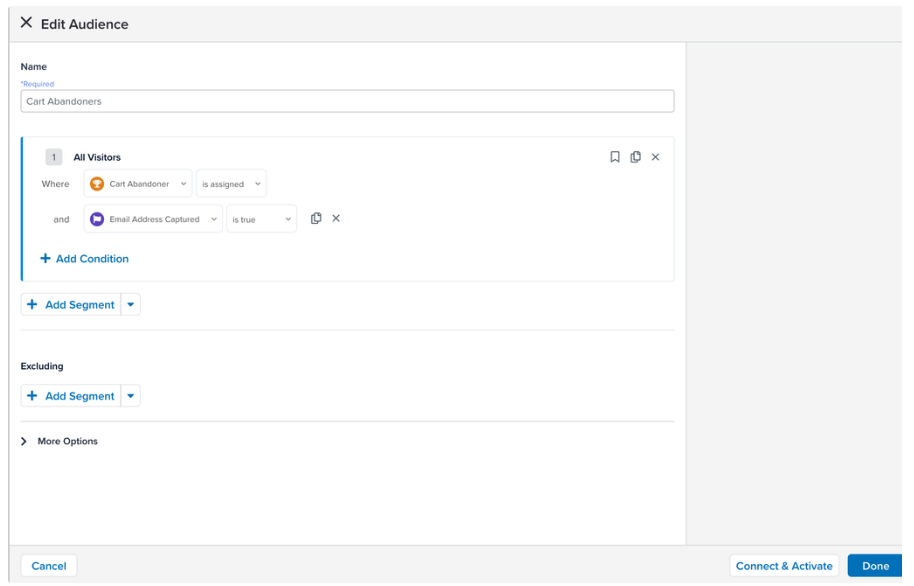 Edit Audience
Name
*Required
Cart Abandoners
1 All Visitors
Where Cart Abandoner is assigned
and Email Address Captured is true
Add Condition
Add Segment
Excluding
Add Segment
More Options
Cancel Connect & Activate Done